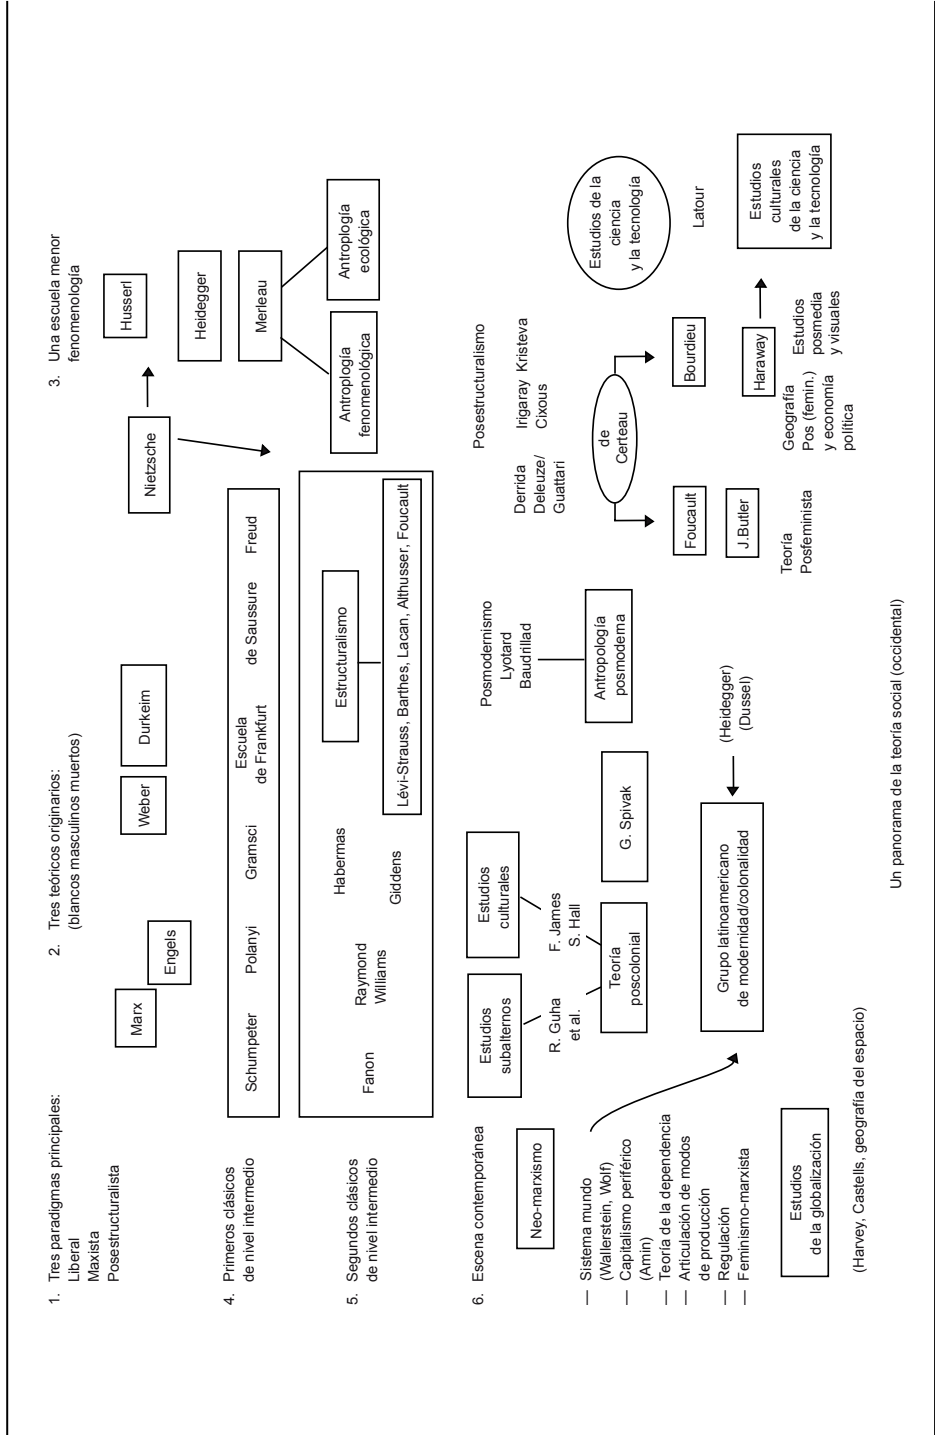 1. Tres paradigmas principales:
Liberal
Maxista
Posestructuralista
2. Tres teóricos originarios:
(blancos masculinos muertos)
Marx
Engels
Weber
Durkeim
3. Una escuela menor
fenomenología
Nietzsche
Husserl
Heidegger
Merleau
Antroplogía
fenomenológica
Antroplogía
ecológica
4. Primeros clásicos
de nivel intermedio
Schumpeter
Polanyi
Gramsci
Escuela
de Frankfurt
de Saussure
Freud
5. Segundos clásicos
de nivel intermedio
Fanon
Raymond
Williams
Habermas
Giddens
Estructuralismo
Lévi-Strauss, Barthes, Lacan, Althusser, Foucault
6. Escena contemporánea
Neo-marxismo
— Sistema mundo
(Wallerstein, Wolf)
— Capitalismo periférico
(Amin)
— Teoría de la dependencia
— Articulación de modos
de producción
— Regulación
— Feminismo-marxista
Estudios
de la globalización
(Harvey, Castells, geografía del espacio)
Estudios
subalternos
Estudios
culturales
R. Guha
et al.
F. James
S. Hall
Teoría
poscolonial
G. Spivak
Grupo latinoamericano
de modernidad/colonalidad
(Heidegger)
(Dussel)
Posmodernismo
Lyotard
Baudrillad
Antropología
posmoderna
Posestructuralismo
Derrida
Deleuze/
Guattari
Irigaray Kristeva
Cixous
de
Certeau
Foucault
J.Butler
Teoría
Posfeminista
Bourdieu
Haraway
Geografía
Pos (femin.)
y economía
política
Estudios
posmedia
y visuales
Estudios de la
ciencia
y la tecnología
Latour
Estudios
culturales
de la ciencia
y la tecnología
Un panorama de la teoría social (occidental)